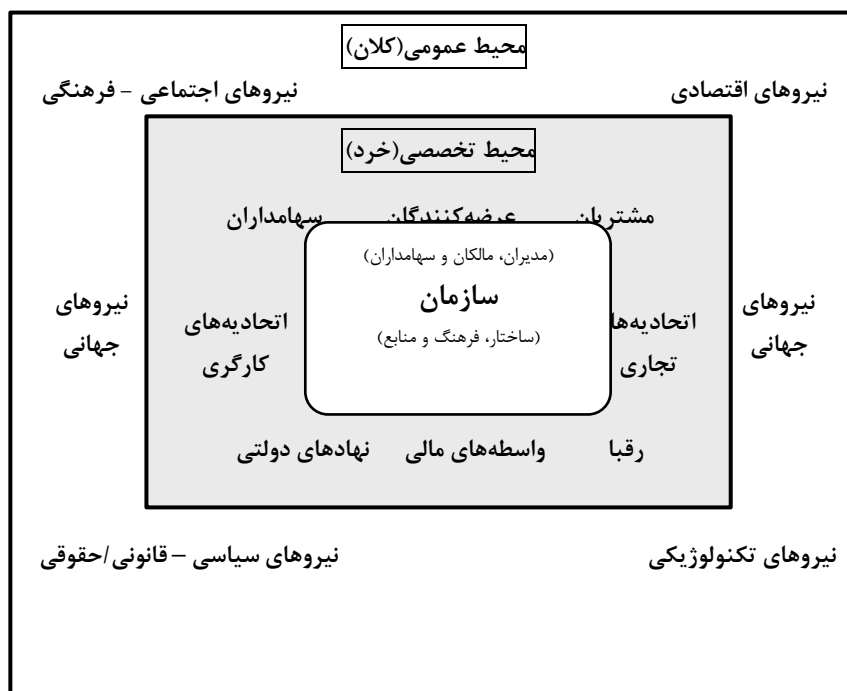 محیط عمومی(کلان)
نیروهای اقتصادی
نیروهای اجتماعی – فرهنگی
محیط تخصصی(خرد)
مشتریان
عرضه‌کنندگان
سهامداران
(مدیران، مالکان و سهامداران)
سازمان
(ساختار، فرهنگ و منابع)
نیروهای
جهانی
اتحادیه‌ها
تجاری
اتحادیه‌های
کارگری
نیروهای
جهانی
رقبا
واسطه‌های مالی
نهادهای دولتی
نیروهای تکنولوژیکی
نیروهای سیاسی – قانونی/حقوقی